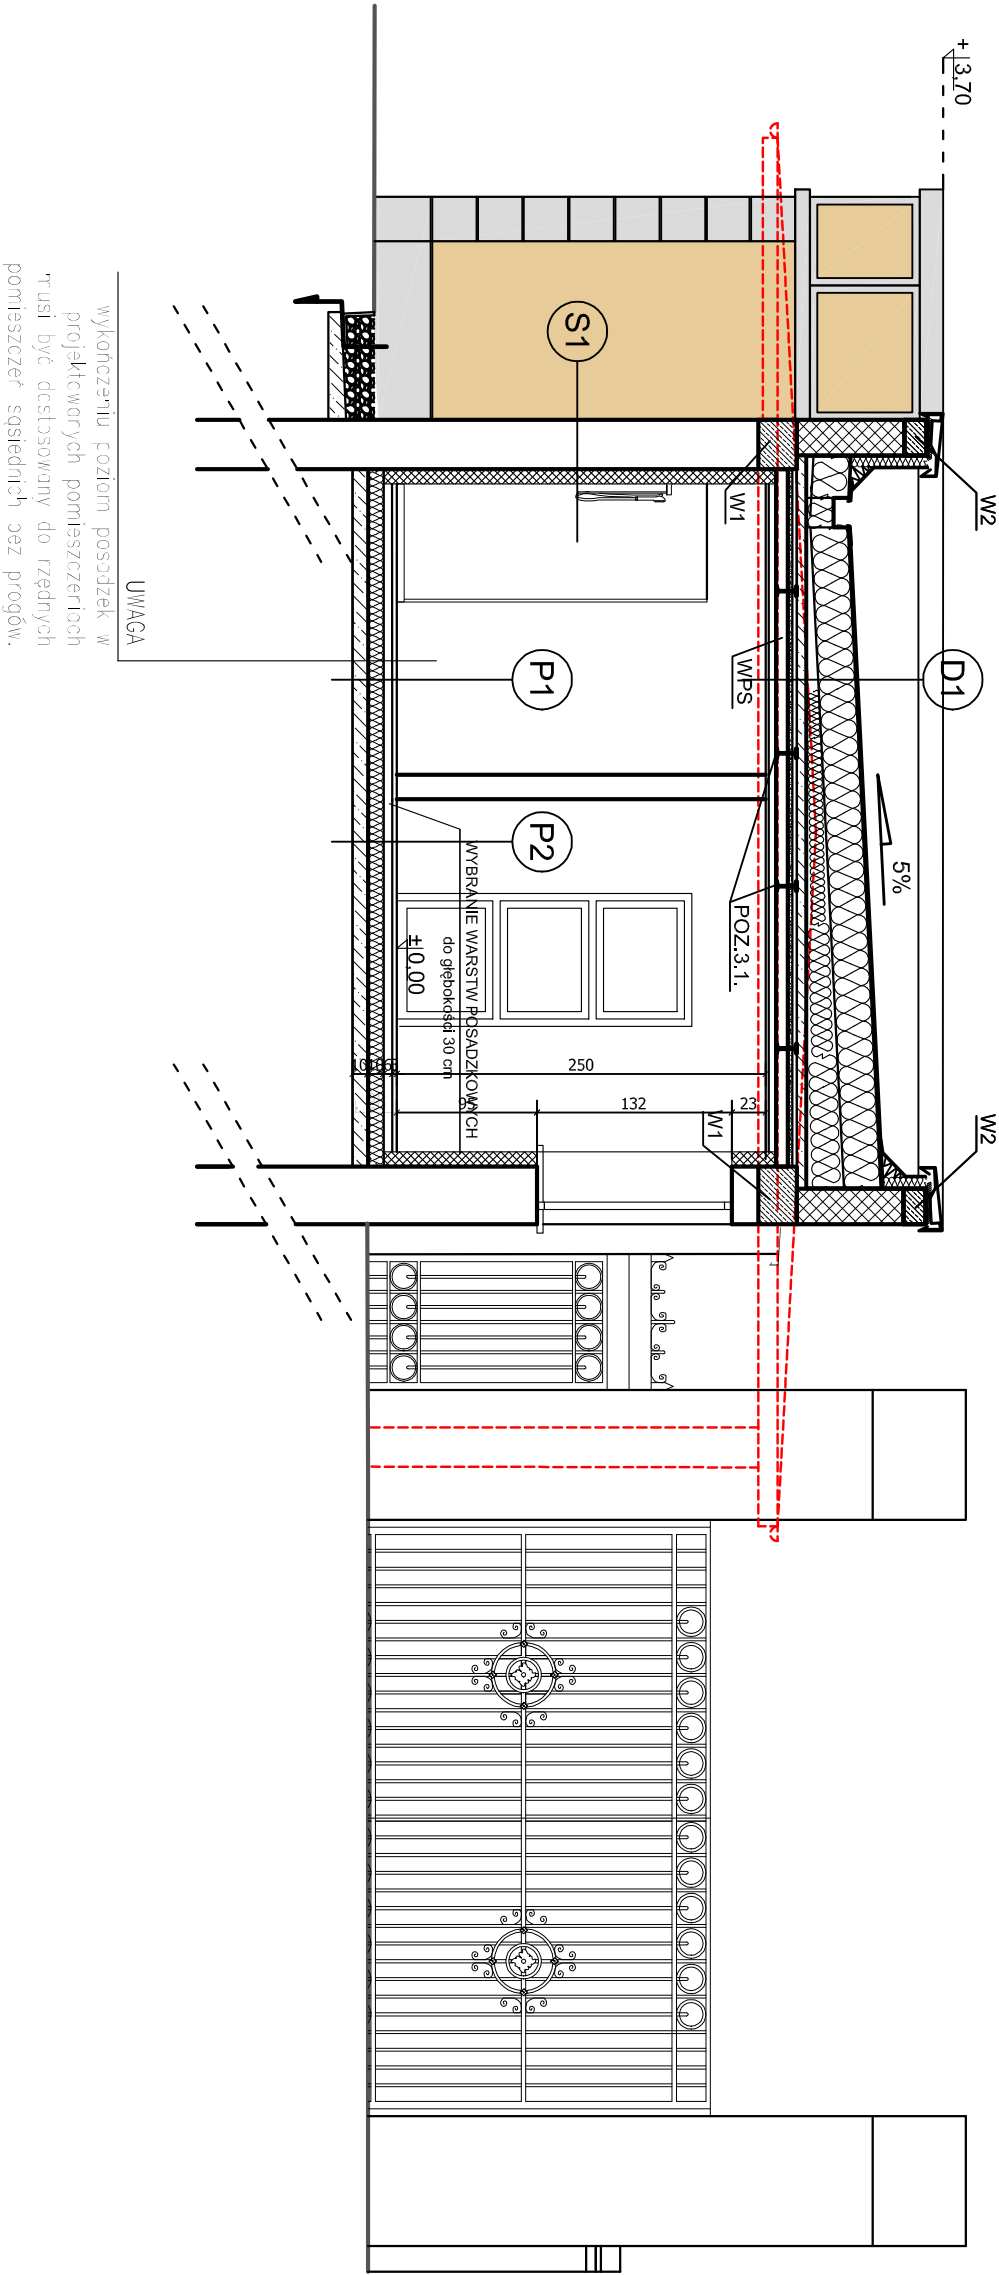 + 3,70
W2
W2
D1
5%
W1
WPS
POZ.3.1.
W1
S1
P1
P2
250
23
132
95
±0,00
WYBRANIE WARSTW POSADZKOWYCH
do głębokości 30 cm
UWAGA
wykończeniu poziom posadzek w
projektowanych pomieszczeniach
musi być dostosowany do rzędnych
pomieszczeń sąsiednich bez progów.